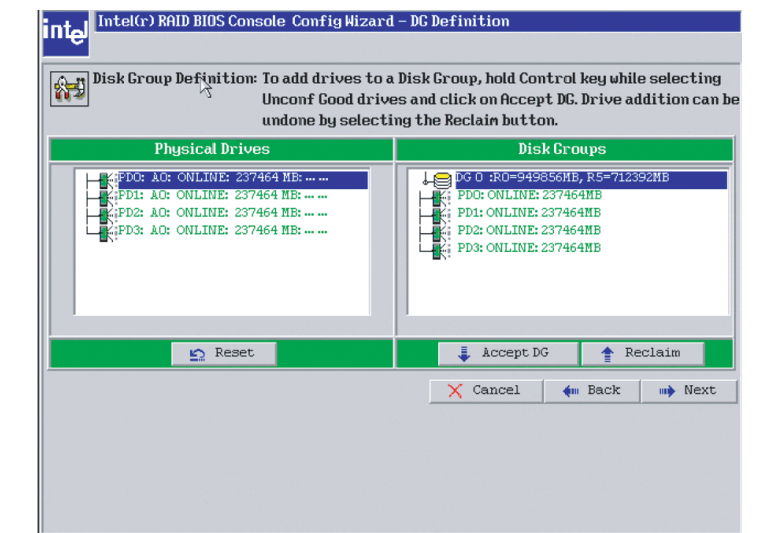 intel
Intel(r) RAID BIOS Console Config Wizard – DG Definition
Disk Group Definition: To add drives to a Disk Group, hold Control key while selecting
Unconf Good drives and click on Accept DG. Drive addition can be
undone by selecting the Reclaim button.
Physical Drives
PD0: A0: ONLINE: 237464 MB: --- ---
PD1: A0: ONLINE: 237464 MB: --- ---
PD2: A0: ONLINE: 237464 MB: --- ---
PD3: A0: ONLINE: 237464 MB: --- ---
Reset
Disk Groups
DG 0 :R0=949856MB, R5=712392MB
PD0: ONLINE: 237464MB
PD1: ONLINE: 237464MB
PD2: ONLINE: 237464MB
PD3: ONLINE: 237464MB
Accept DG
Reclaim
Cancel
Back
Next